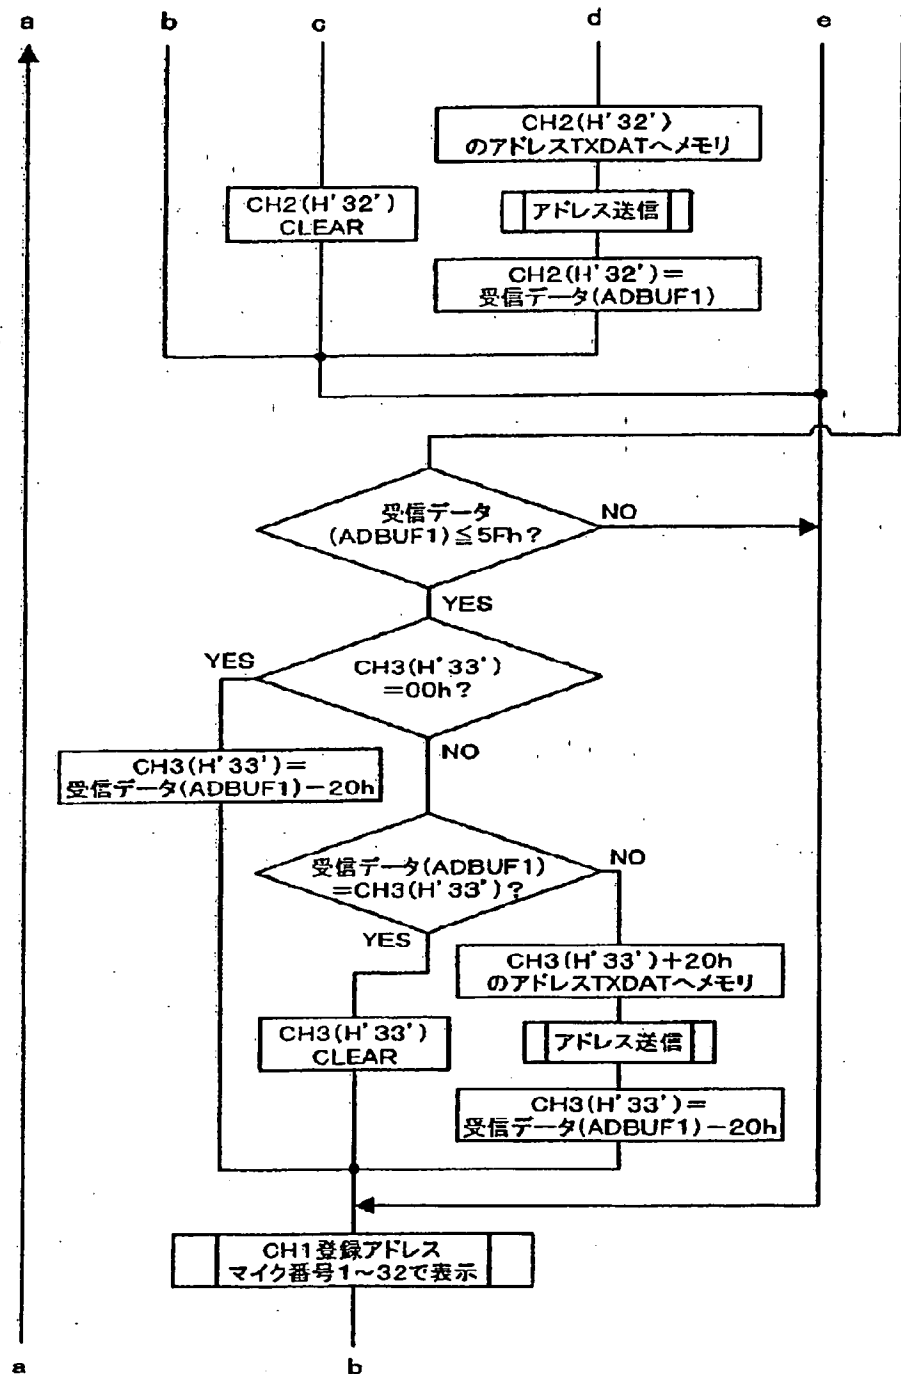 a
b
c
d
e
CH2(H'32')
のアドレスTXDATへメモリ
CH2(H'32')
CLEAR
アドレス送信
CH2(H'32')=
受信データ(ADBUF1)
受信データ
(ADBUF1)≦5Fh?
NO
YES
CH3(H'33')
=00h?
YES
NO
CH3(H'33')=
受信データ(ADBUF1)−20h
受信データ(ADBUF1)
=CH3(H'33')?
NO
YES
CH3(H'33')+20h
のアドレスTXDATへメモリ
CH3(H'33')
CLEAR
アドレス送信
CH3(H'33')=
受信データ(ADBUF1)−20h
CH1登録アドレス
マイク番号1~32で表示
a
b